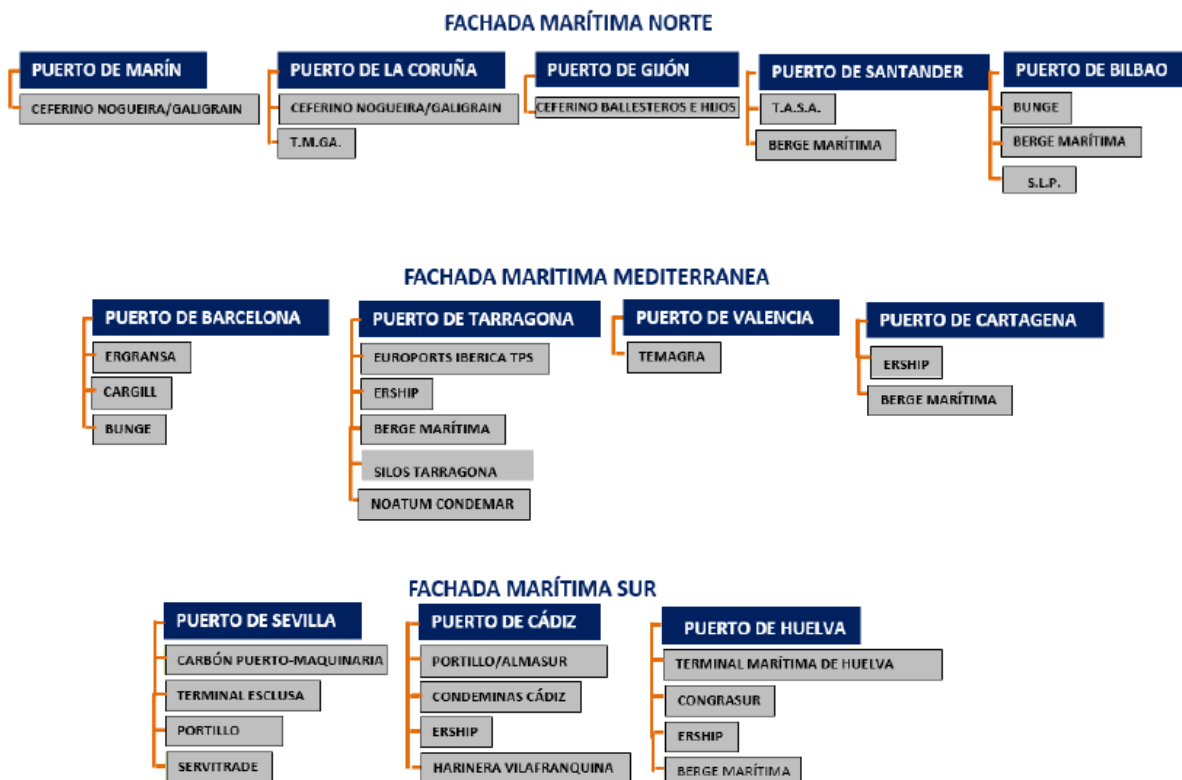 FACHADA MARÍTIMA NORTE
PUERTO DE MARÍN
CEFERINO NOGUEIRA/GALIGRAIN
PUERTO DE LA CORUÑA
CEFERINO NOGUEIRA/GALIGRAIN
T.M.GA.
PUERTO DE GIJÓN
CEFERINO BALLESTEROS E HIJOS
PUERTO DE SANTANDER
T.A.S.A.
BERGE MARÍTIMA
PUERTO DE BILBAO
BUNGE
BERGE MARÍTIMA
S.L.P.
FACHADA MARÍTIMA MEDITERRANEA
PUERTO DE BARCELONA
ERGRANSA
CARGILL
BUNGE
PUERTO DE TARRAGONA
EUROPORTS IBERICA TPS
ERSHIP
BERGE MARÍTIMA
SILOS TARRAGONA
NOATUM CONDEMAR
PUERTO DE VALENCIA
TEMAGRA
PUERTO DE CARTAGENA
ERSHIP
BERGE MARÍTIMA
FACHADA MARÍTIMA SUR
PUERTO DE SEVILLA
CARBÓN PUERTO-MAQUINARIA
TERMINAL ESCLUSA
PORTILLO
SERVITRADE
PUERTO DE CÁDIZ
PORTILLO/ALMASUR
CONDEMINAS CÁDIZ
ERSHIP
HARINERA VILAFRANQUINA
PUERTO DE HUELVA
TERMINAL MARÍTIMA DE HUELVA
CONGRASUR
ERSHIP
BERGE MARÍTIMA